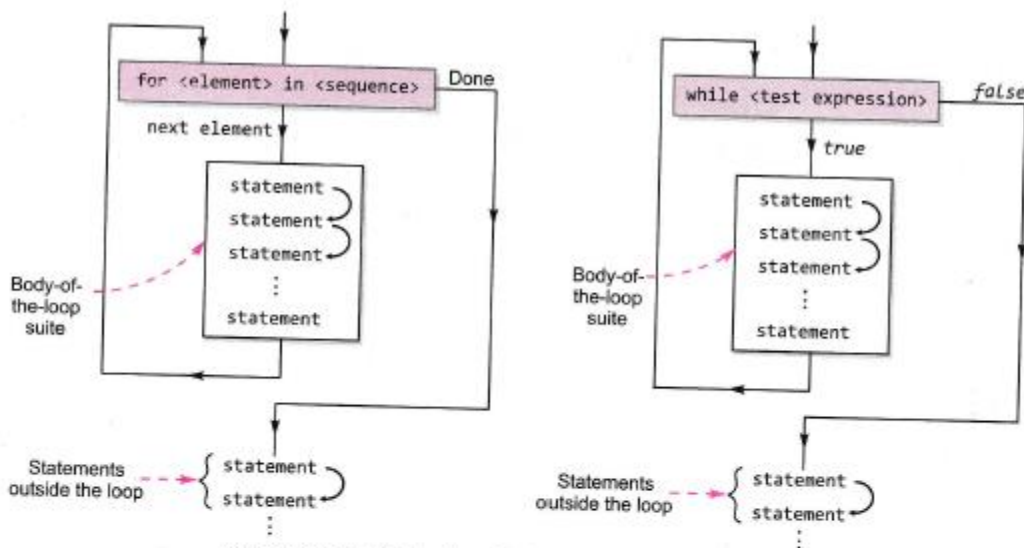 for <element> in <sequence>
Done
next element
statement
statement
statement
⋮
statement
Body-of-
the-loop
suite
Statements
outside the loop
statement
statement
⋮
while <test expression>
false
true
statement
statement
statement
⋮
statement
Body-of-
the-loop
suite
Statements
outside the loop
statement
statement
⋮